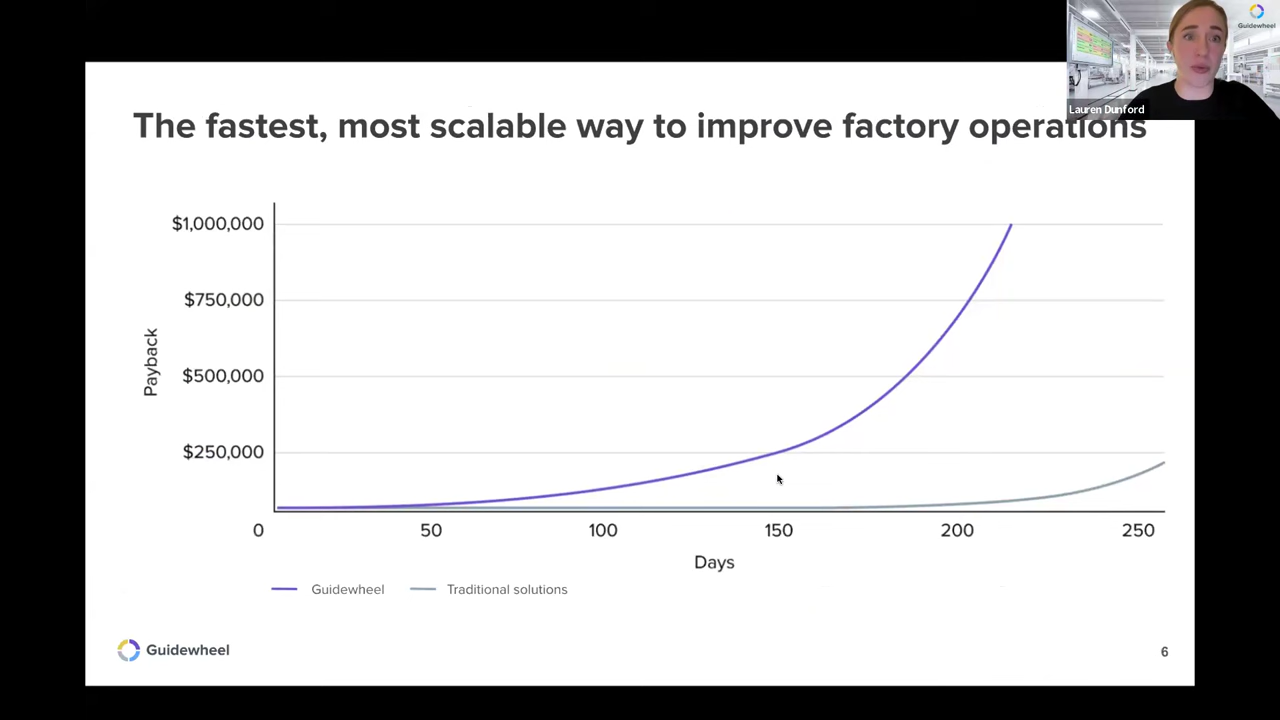 Guidewheel
Lauren Dunford
The fastest, most scalable way to improve factory operations
$1,000,000
$750,000
$500,000
$250,000
Payback
0 50 100 150 200 250
Days
Guidewheel Traditional solutions
Guidewheel
6